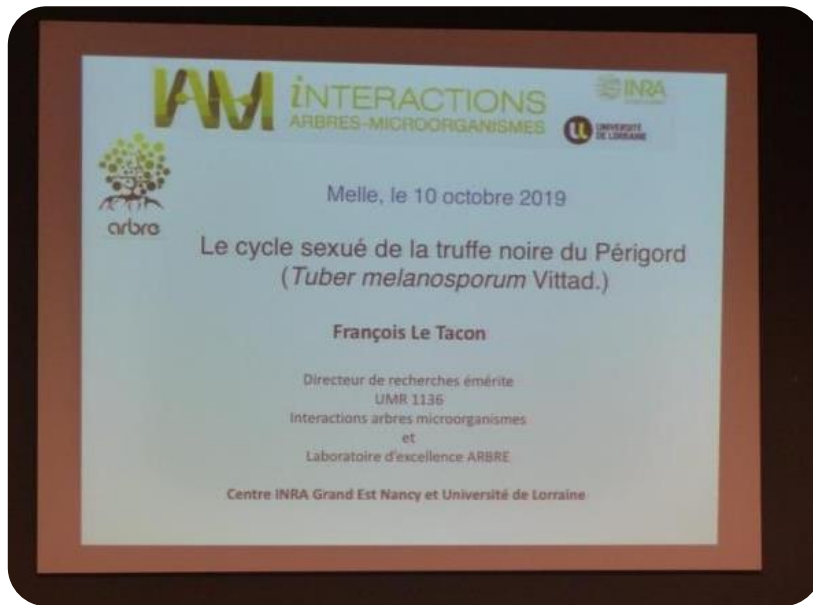 IAM iNTERACTIONS
ARBRES-MICROORGANISMES
INRA
UNIVERSITÉ
DE LORRAINE
arbre
Melle, le 10 octobre 2019
Le cycle sexué de la truffe noire du Périgord
(Tuber melanosporum Vittad.)
François Le Tacon
Directeur de recherches émérite
UMR 1136
Interactions arbres microorganismes
et
Laboratoire d'excellence ARBRE
Centre INRA Grand Est Nancy et Université de Lorraine